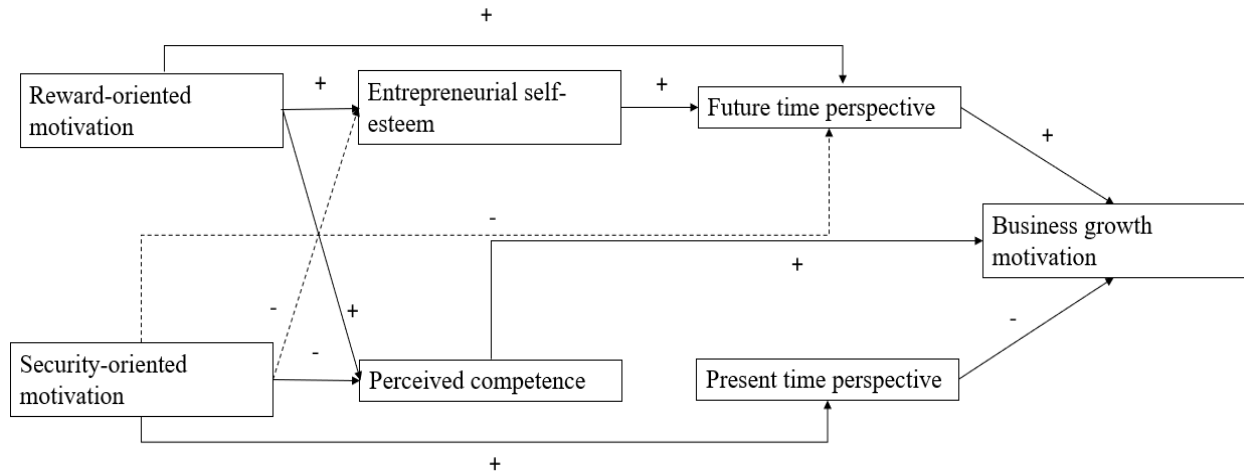 +
Reward-oriented
motivation
+
Entrepreneurial self-
esteem
+
Future time perspective
+
-
Business growth
motivation
+
-
+
-
-
Security-oriented
motivation
Perceived competence
Present time perspective
+